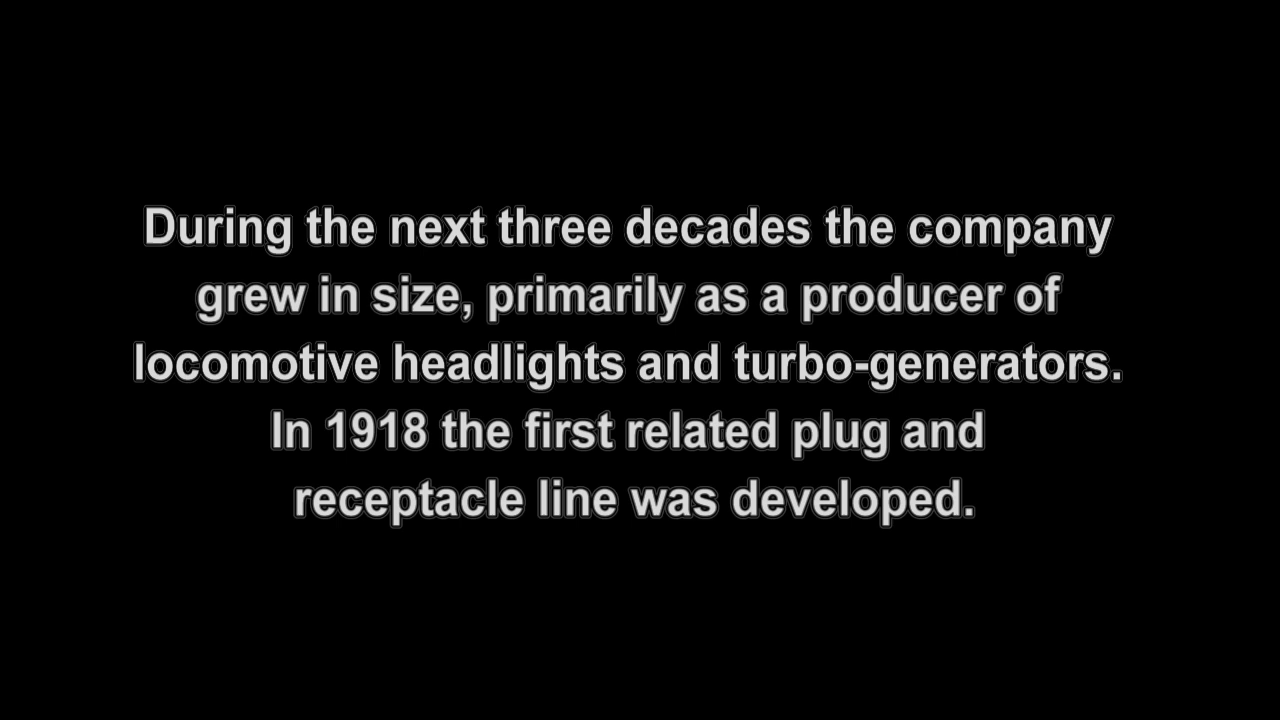 During the next three decades the company
grew in size, primarily as a producer of
locomotive headlights and turbo-generators.
In 1918 the first related plug and
receptacle line was developed.